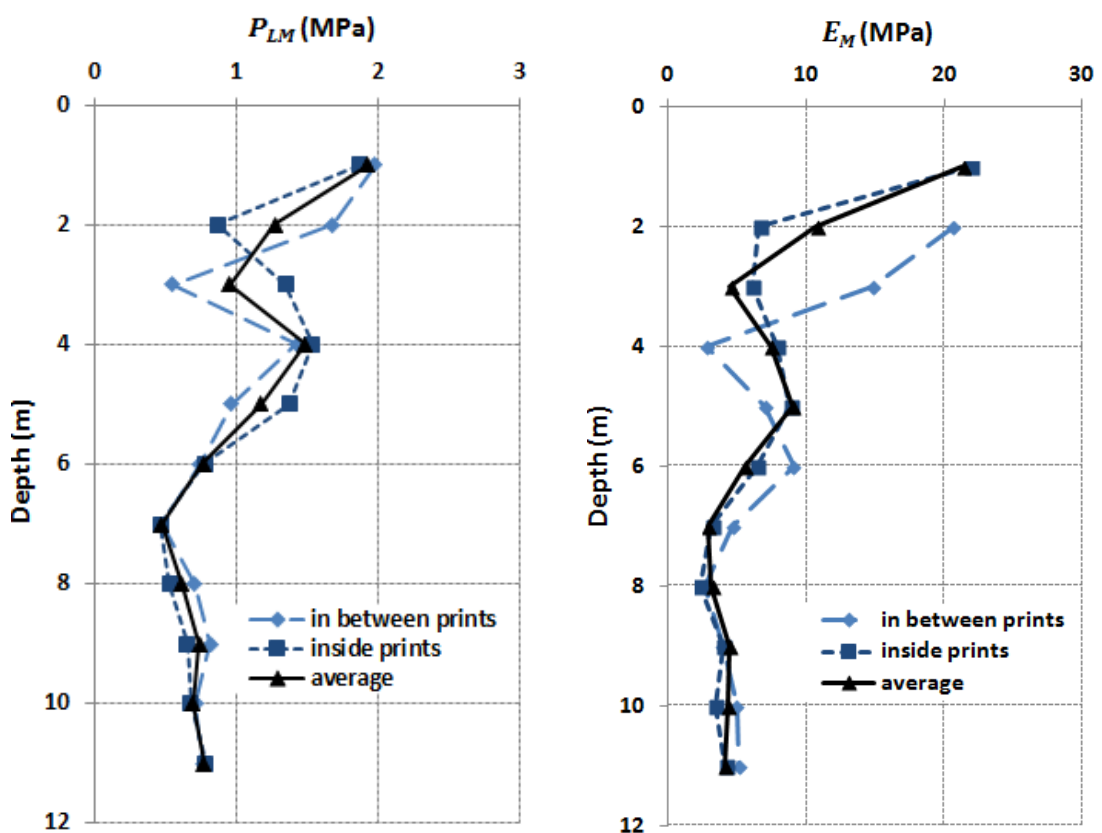 P_LM (MPa)
0 1 2 3
0
2
4
6
8
10
12
Depth (m)
in between prints
inside prints
average
E_M (MPa)
0 10 20 30
0
2
4
6
8
10
12
Depth (m)
in between prints
inside prints
average